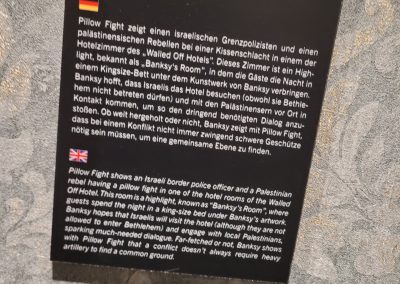 Pillow Fight zeigt einen israelischen Grenzpolizisten und einen
palästinensischen Rebellen bei einer Kissenschlacht in einem der
Hotelzimmer des „Walled Off Hotels“. Dieses Zimmer ist ein High-
light, bekannt als „Banksy's Room“, in dem die Gäste die Nacht in
einem Kingsize-Bett unter dem Kunstwerk von Banksy verbringen.
Banksy hofft, dass Israelis das Hotel besuchen (obwohl sie Bethle-
hem nicht betreten dürfen) und mit den Palästinensern vor Ort in
Kontakt kommen, um so den dringend benötigten Dialog anzu-
stoßen. Ob weit hergeholt oder nicht, Banksy zeigt mit Pillow Fight,
dass bei einem Konflikt nicht immer zwingend schwere Geschütze
nötig sein müssen, um eine gemeinsame Ebene zu finden.
Pillow Fight shows an Israeli border police officer and a Palestinian
rebel having a pillow fight in one of the hotel rooms of the Walled
Off Hotel. This room is a highlight, known as "Banksy's Room", where
guests spend the night in a king-size bed under Banksy's artwork.
Banksy hopes that Israelis will visit the hotel (although they are not
allowed to enter Bethlehem) and engage with local Palestinians,
sparking much-needed dialogue. Far-fetched or not, Banksy shows
with Pillow Fight that a conflict doesn't always require heavy
artillery to find a common ground.